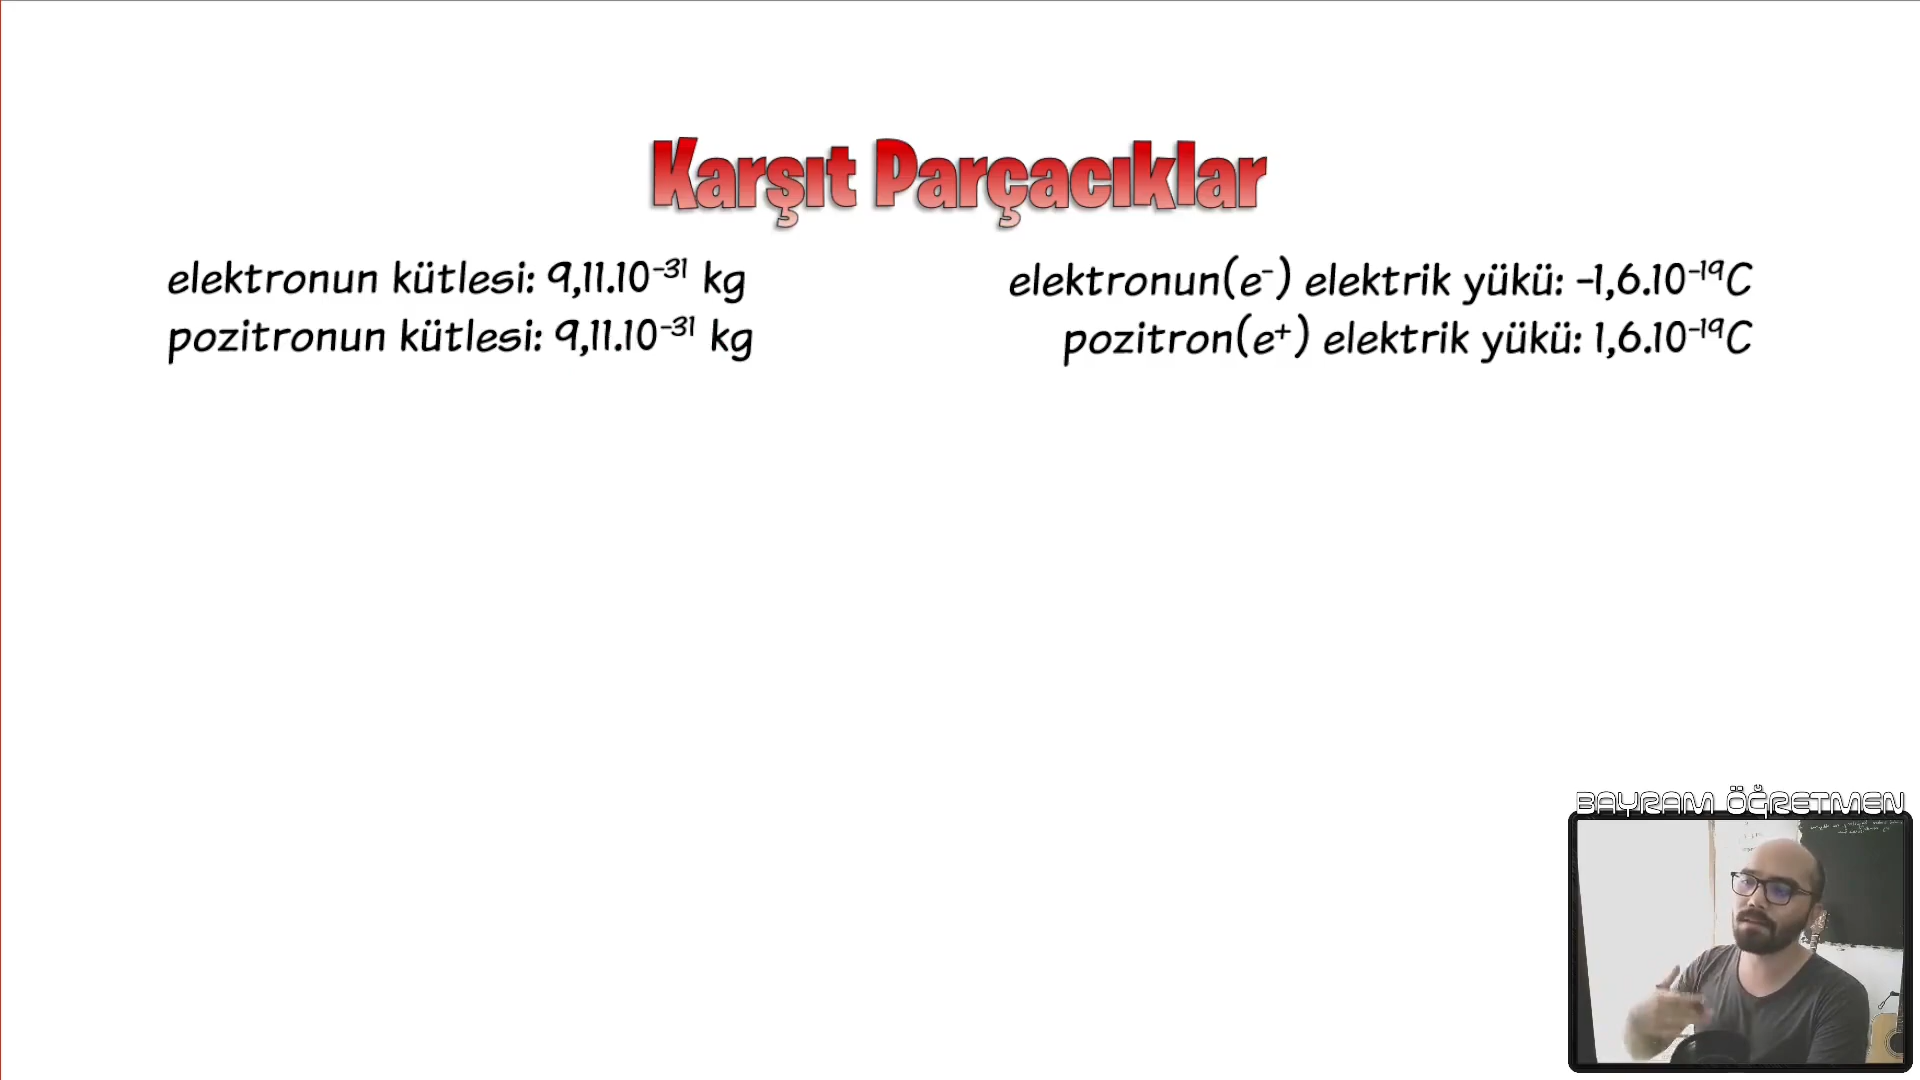 Karşıt Parçacıklar
elektronun kütlesi: 9,11.10⁻³¹ kg
pozitronun kütlesi: 9,11.10⁻³¹ kg
elektronun(e⁻) elektrik yükü: -1,6.10⁻¹⁹C
pozitron(e⁺) elektrik yükü: 1,6.10⁻¹⁹C
BAYRAM ÖĞRETMEN